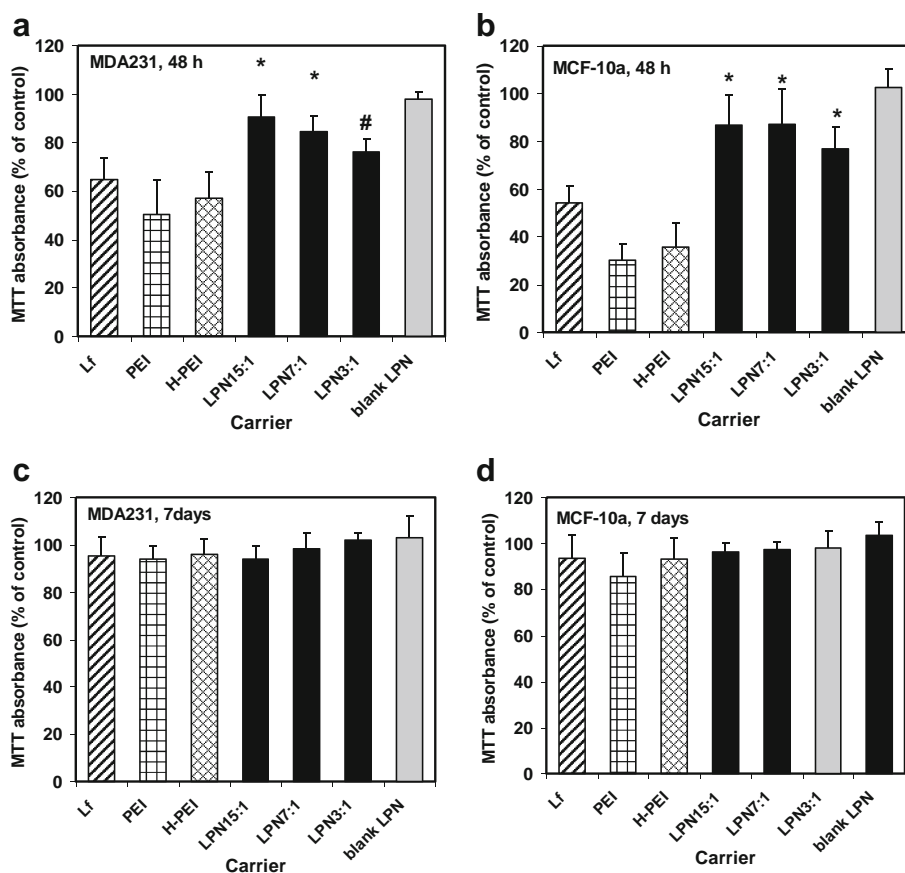 a
MDA231, 48 h
* * #
MTT absorbance (% of control)
120
100
80
60
40
20
0
Lf PEI H-PEI LPN15:1 LPN7:1 LPN3:1 blank LPN
Carrier
b
MCF-10a, 48 h
* * *
MTT absorbance (% of control)
120
100
80
60
40
20
0
Lf PEI H-PEI LPN15:1 LPN7:1 LPN3:1 blank LPN
Carrier
c
MDA231, 7days
MTT absorbance (% of control)
120
100
80
60
40
20
0
Lf PEI H-PEI LPN15:1 LPN7:1 LPN3:1 blank LPN
Carrier
d
MCF-10a, 7 days
MTT absorbance (% of control)
120
100
80
60
40
20
0
Lf PEI H-PEI LPN15:1 LPN7:1 LPN3:1 blank LPN
Carrier